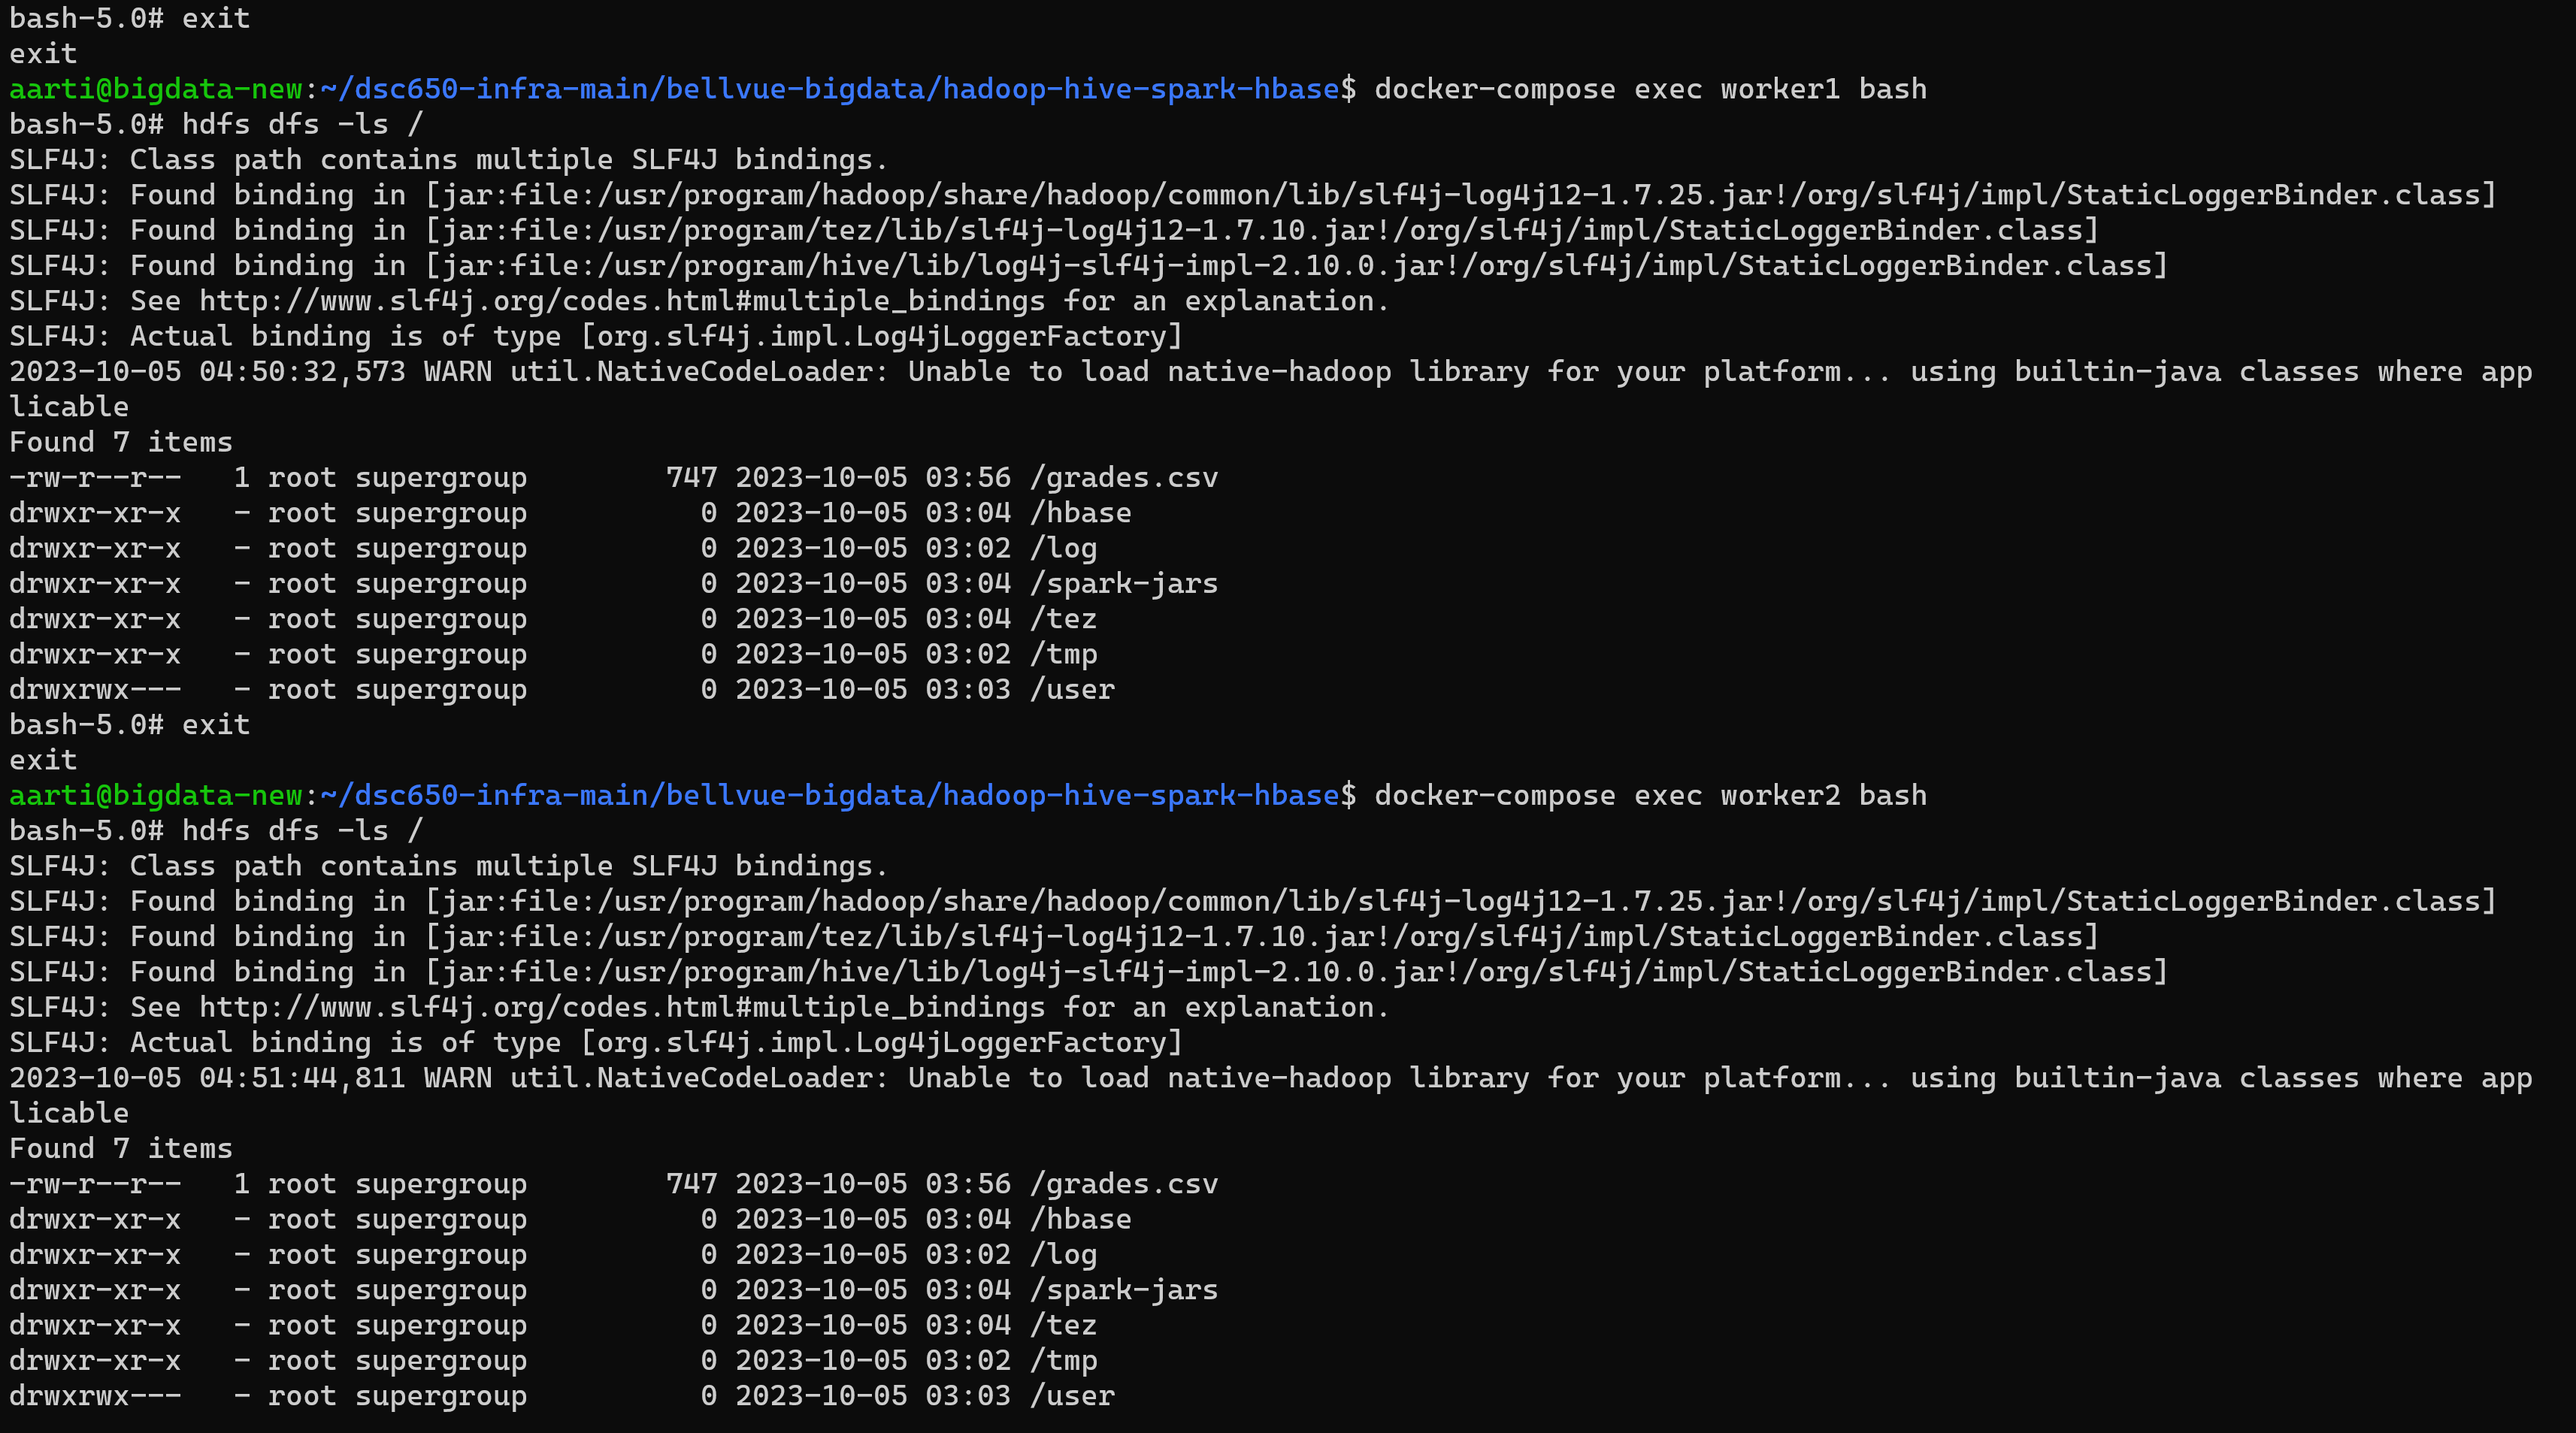 bash-5.0# exit
exit
aarti@bigdata-new:~/dsc650-infra-main/bellvue-bigdata/hadoop-hive-spark-hbase$ docker-compose exec worker1 bash
bash-5.0# hdfs dfs -ls /
SLF4J: Class path contains multiple SLF4J bindings.
SLF4J: Found binding in [jar:file:/usr/program/hadoop/share/hadoop/common/lib/slf4j-log4j12-1.7.25.jar!/org/slf4j/impl/StaticLoggerBinder.class]
SLF4J: Found binding in [jar:file:/usr/program/tez/lib/slf4j-log4j12-1.7.10.jar!/org/slf4j/impl/StaticLoggerBinder.class]
SLF4J: Found binding in [jar:file:/usr/program/hive/lib/log4j-slf4j-impl-2.10.0.jar!/org/slf4j/impl/StaticLoggerBinder.class]
SLF4J: See http://www.slf4j.org/codes.html#multiple_bindings for an explanation.
SLF4J: Actual binding is of type [org.slf4j.impl.Log4jLoggerFactory]
2023-10-05 04:50:32,573 WARN util.NativeCodeLoader: Unable to load native-hadoop library for your platform... using builtin-java classes where app
licable
Found 7 items
-rw-r--r--   1 root supergroup        747 2023-10-05 03:56 /grades.csv
drwxr-xr-x   - root supergroup          0 2023-10-05 03:04 /hbase
drwxr-xr-x   - root supergroup          0 2023-10-05 03:02 /log
drwxr-xr-x   - root supergroup          0 2023-10-05 03:04 /spark-jars
drwxr-xr-x   - root supergroup          0 2023-10-05 03:04 /tez
drwxr-xr-x   - root supergroup          0 2023-10-05 03:02 /tmp
drwxrwx---   - root supergroup          0 2023-10-05 03:03 /user
bash-5.0# exit
exit
aarti@bigdata-new:~/dsc650-infra-main/bellvue-bigdata/hadoop-hive-spark-hbase$ docker-compose exec worker2 bash
bash-5.0# hdfs dfs -ls /
SLF4J: Class path contains multiple SLF4J bindings.
SLF4J: Found binding in [jar:file:/usr/program/hadoop/share/hadoop/common/lib/slf4j-log4j12-1.7.25.jar!/org/slf4j/impl/StaticLoggerBinder.class]
SLF4J: Found binding in [jar:file:/usr/program/tez/lib/slf4j-log4j12-1.7.10.jar!/org/slf4j/impl/StaticLoggerBinder.class]
SLF4J: Found binding in [jar:file:/usr/program/hive/lib/log4j-slf4j-impl-2.10.0.jar!/org/slf4j/impl/StaticLoggerBinder.class]
SLF4J: See http://www.slf4j.org/codes.html#multiple_bindings for an explanation.
SLF4J: Actual binding is of type [org.slf4j.impl.Log4jLoggerFactory]
2023-10-05 04:51:44,811 WARN util.NativeCodeLoader: Unable to load native-hadoop library for your platform... using builtin-java classes where app
licable
Found 7 items
-rw-r--r--   1 root supergroup        747 2023-10-05 03:56 /grades.csv
drwxr-xr-x   - root supergroup          0 2023-10-05 03:04 /hbase
drwxr-xr-x   - root supergroup          0 2023-10-05 03:02 /log
drwxr-xr-x   - root supergroup          0 2023-10-05 03:04 /spark-jars
drwxr-xr-x   - root supergroup          0 2023-10-05 03:04 /tez
drwxr-xr-x   - root supergroup          0 2023-10-05 03:02 /tmp
drwxrwx---   - root supergroup          0 2023-10-05 03:03 /user